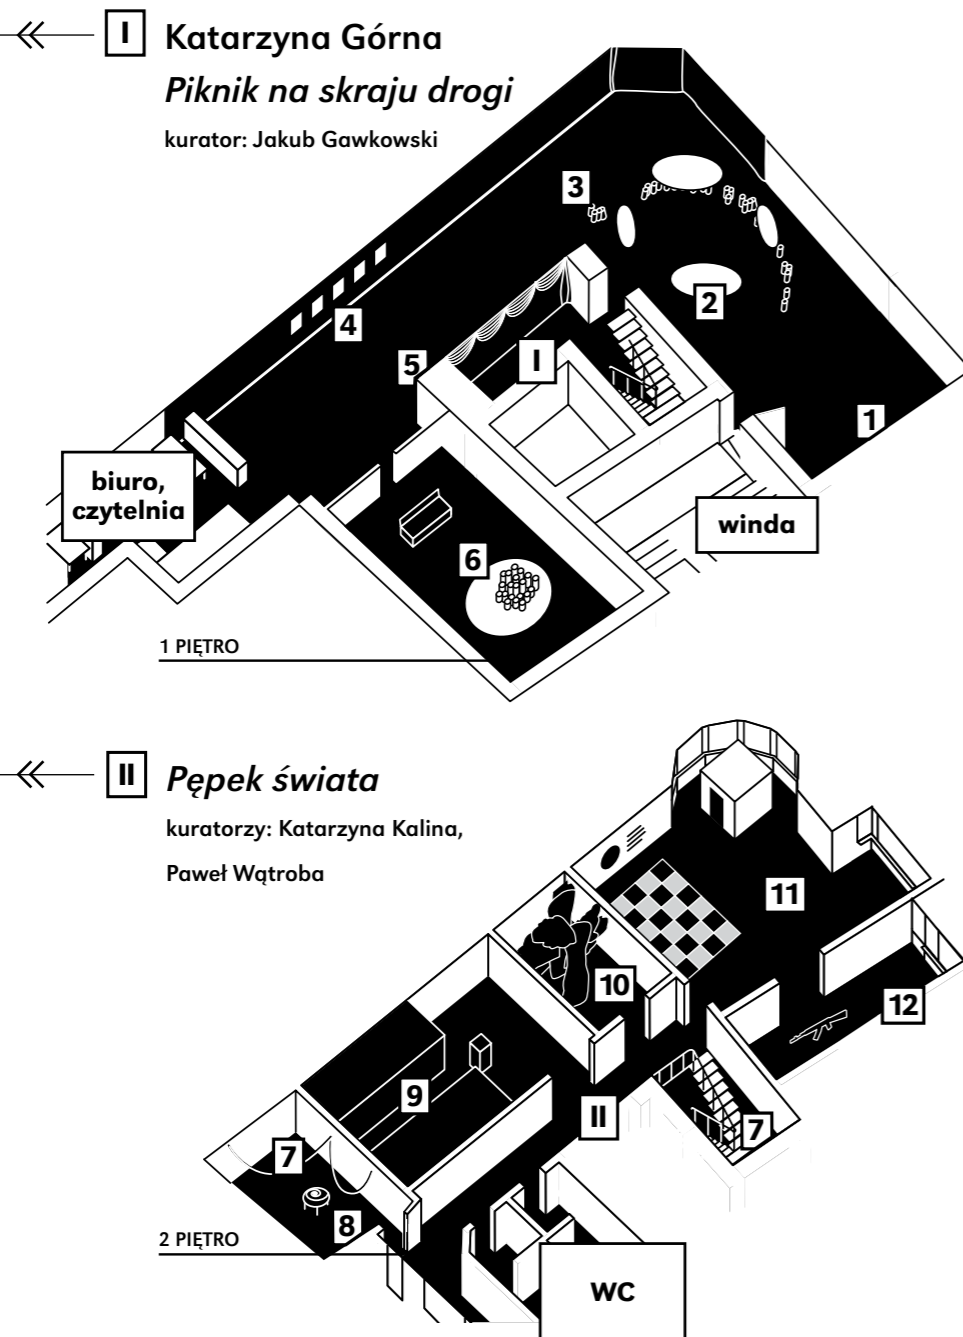 I Katarzyna Górna
Piknik na skraju drogi
kurator: Jakub Gawkowski
3
2
4
5
I
1
biuro,
czytelnia
winda
6
1 PIĘTRO
II Pępek świata
kuratorzy: Katarzyna Kalina,
Paweł Wątroba
11
10
12
9
II
7
7
8
2 PIĘTRO
WC